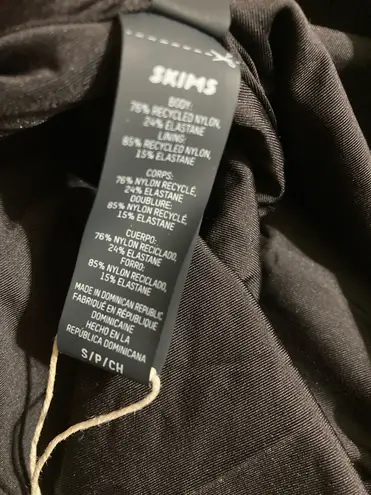 SKIMS
BODY:
76% RECYCLED NYLON,
24% ELASTANE
LINING:
85% RECYCLED NYLON,
15% ELASTANE
CORPS:
76% NYLON RECYCLÉ,
24% ELASTANE
DOUBLURE:
85% NYLON RECYCLÉ,
15% ELASTANE
CUERPO:
76% NYLON RECICLADO,
24% ELASTANE
FORRO:
85% NYLON RECICLADO,
15% ELASTANE
MADE IN DOMINICAN REPUBLIC
FABRIQUÉ EN RÉPUBLIQUE
DOMINICAINE
HECHO EN LA
REPÚBLICA DOMINICANA
S/P/CH